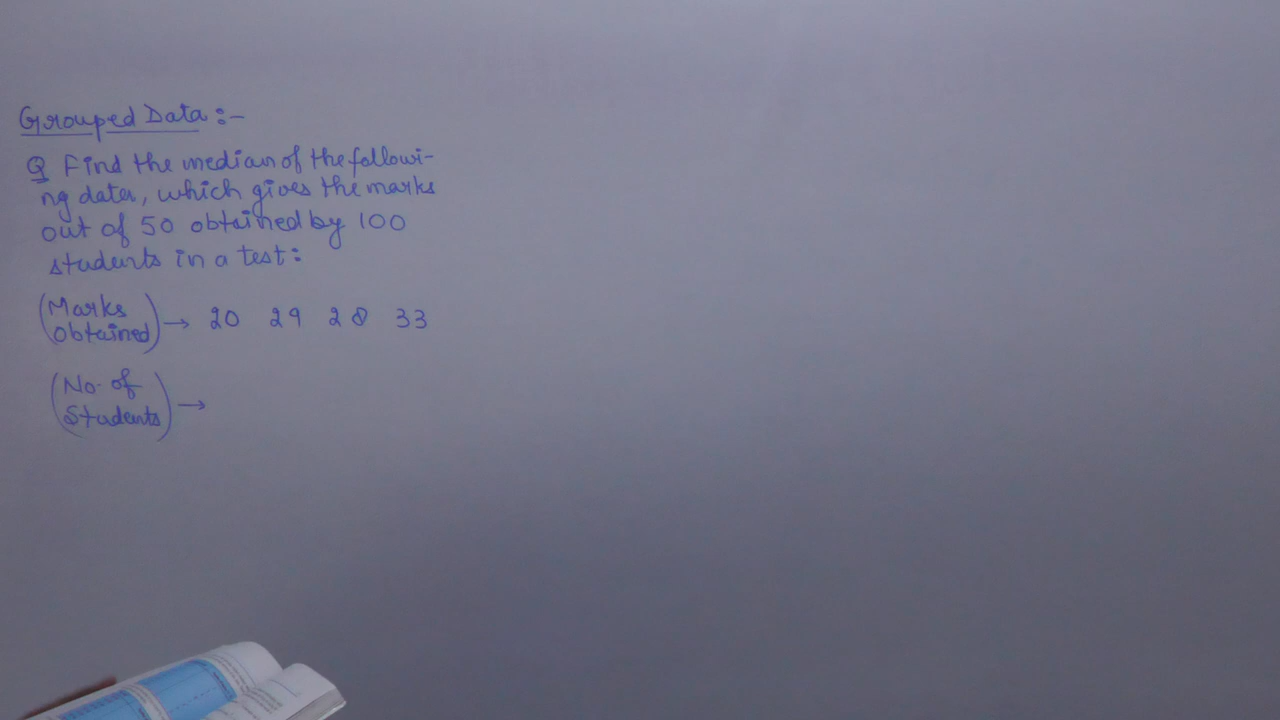 Grouped Data :-
Q Find the median of the followi-
ng data, which gives the marks
out of 50 obtained by 100
students in a test:
(Marks Obtained) → 20 29 28 33
(No. of Students) →